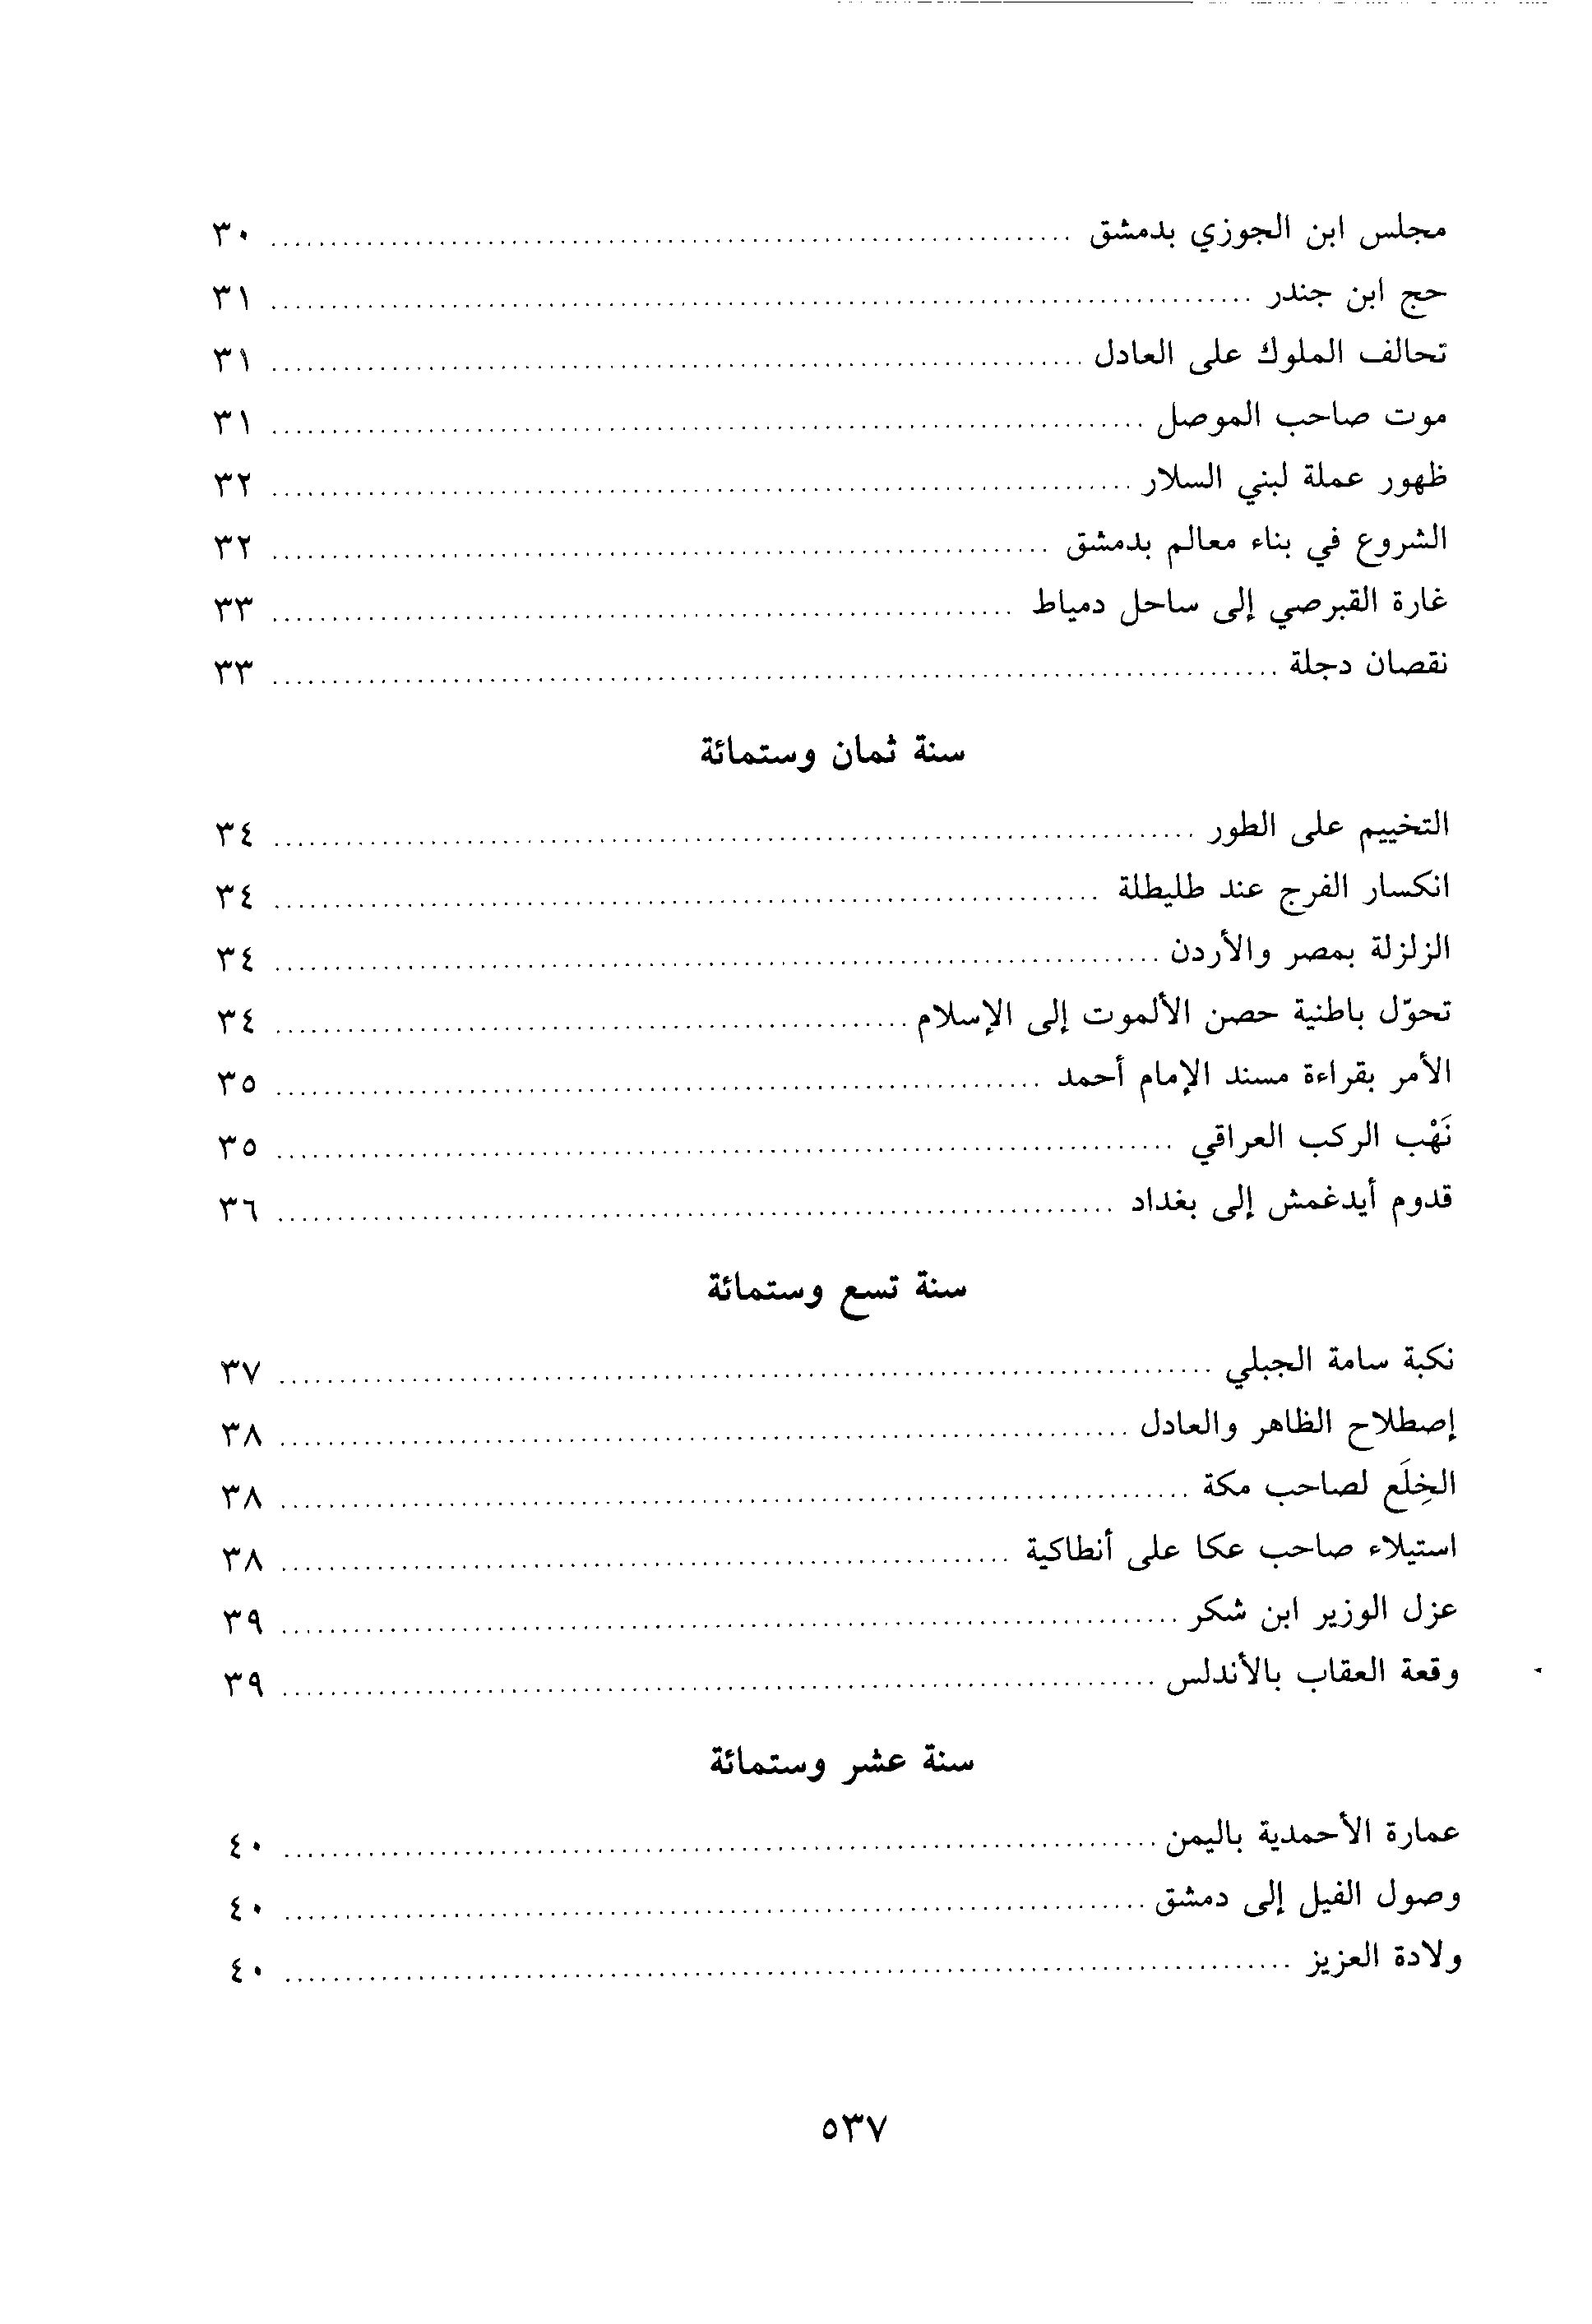 مجلس ابن الجوزي بدمشق ........ ٣٠
حج ابن جندر ........ ٣١
تحالف الملوك على العادل ........ ٣١
موت صاحب الموصل ........ ٣١
ظهور عملة لبني السلار ........ ٣٢
الشروع في بناء معالم بدمشق ........ ٣٢
غارة القبرصي إلى ساحل دمياط ........ ٣٣
نقصان دجلة ........ ٣٣
سنة ثمان وستمائة
التخييم على الطور ........ ٣٤
انكسار الفرج عند طليطلة ........ ٣٤
الزلزلة بمصر والأردن ........ ٣٤
تحوّل باطنية حصن الألموت إلى الإسلام ........ ٣٤
الأمر بقراءة مسند الإمام أحمد ........ ٣٥
نَهْب الركب العراقي ........ ٣٥
قدوم أيدغمش إلى بغداد ........ ٣٦
سنة تسع وستمائة
نكبة سامة الجبلي ........ ٣٧
إصطلاح الظاهر والعادل ........ ٣٨
الخِلَع لصاحب مكة ........ ٣٨
استيلاء صاحب عكا على أنطاكية ........ ٣٨
عزل الوزير ابن شكر ........ ٣٩
وقعة العقاب بالأندلس ........ ٣٩
سنة عشر وستمائة
عمارة الأحمدية باليمن ........ ٤٠
وصول الفيل إلى دمشق ........ ٤٠
ولادة العزيز ........ ٤٠
٥٣٧